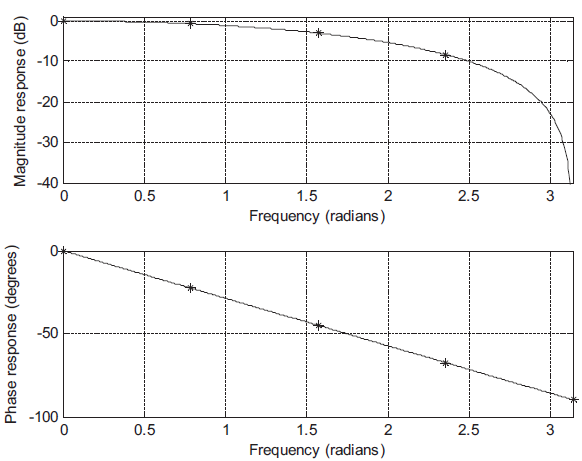 Magnitude response (dB)
0
-10
-20
-30
-40
0 0.5 1 1.5 2 2.5 3
Frequency (radians)
Phase response (degrees)
0
-50
-100
0 0.5 1 1.5 2 2.5 3
Frequency (radians)